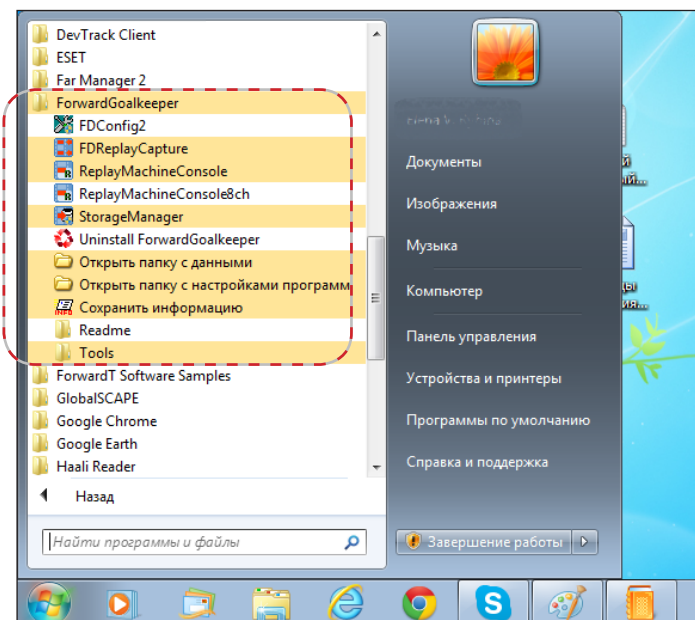 DevTrack Client
ESET
Far Manager 2
ForwardGoalkeeper
FDConfig2
FDReplayCapture
ReplayMachineConsole
ReplayMachineConsole8ch
StorageManager
Uninstall ForwardGoalkeeper
Открыть папку с данными
Открыть папку с настройками программ
Сохранить информацию
Readme
Tools
ForwardT Software Samples
GlobalSCAPE
Google Chrome
Google Earth
Haali Reader
Назад
Найти программы и файлы
Документы
Изображения
Музыка
Компьютер
Панель управления
Устройства и принтеры
Программы по умолчанию
Справка и поддержка
Завершение работы